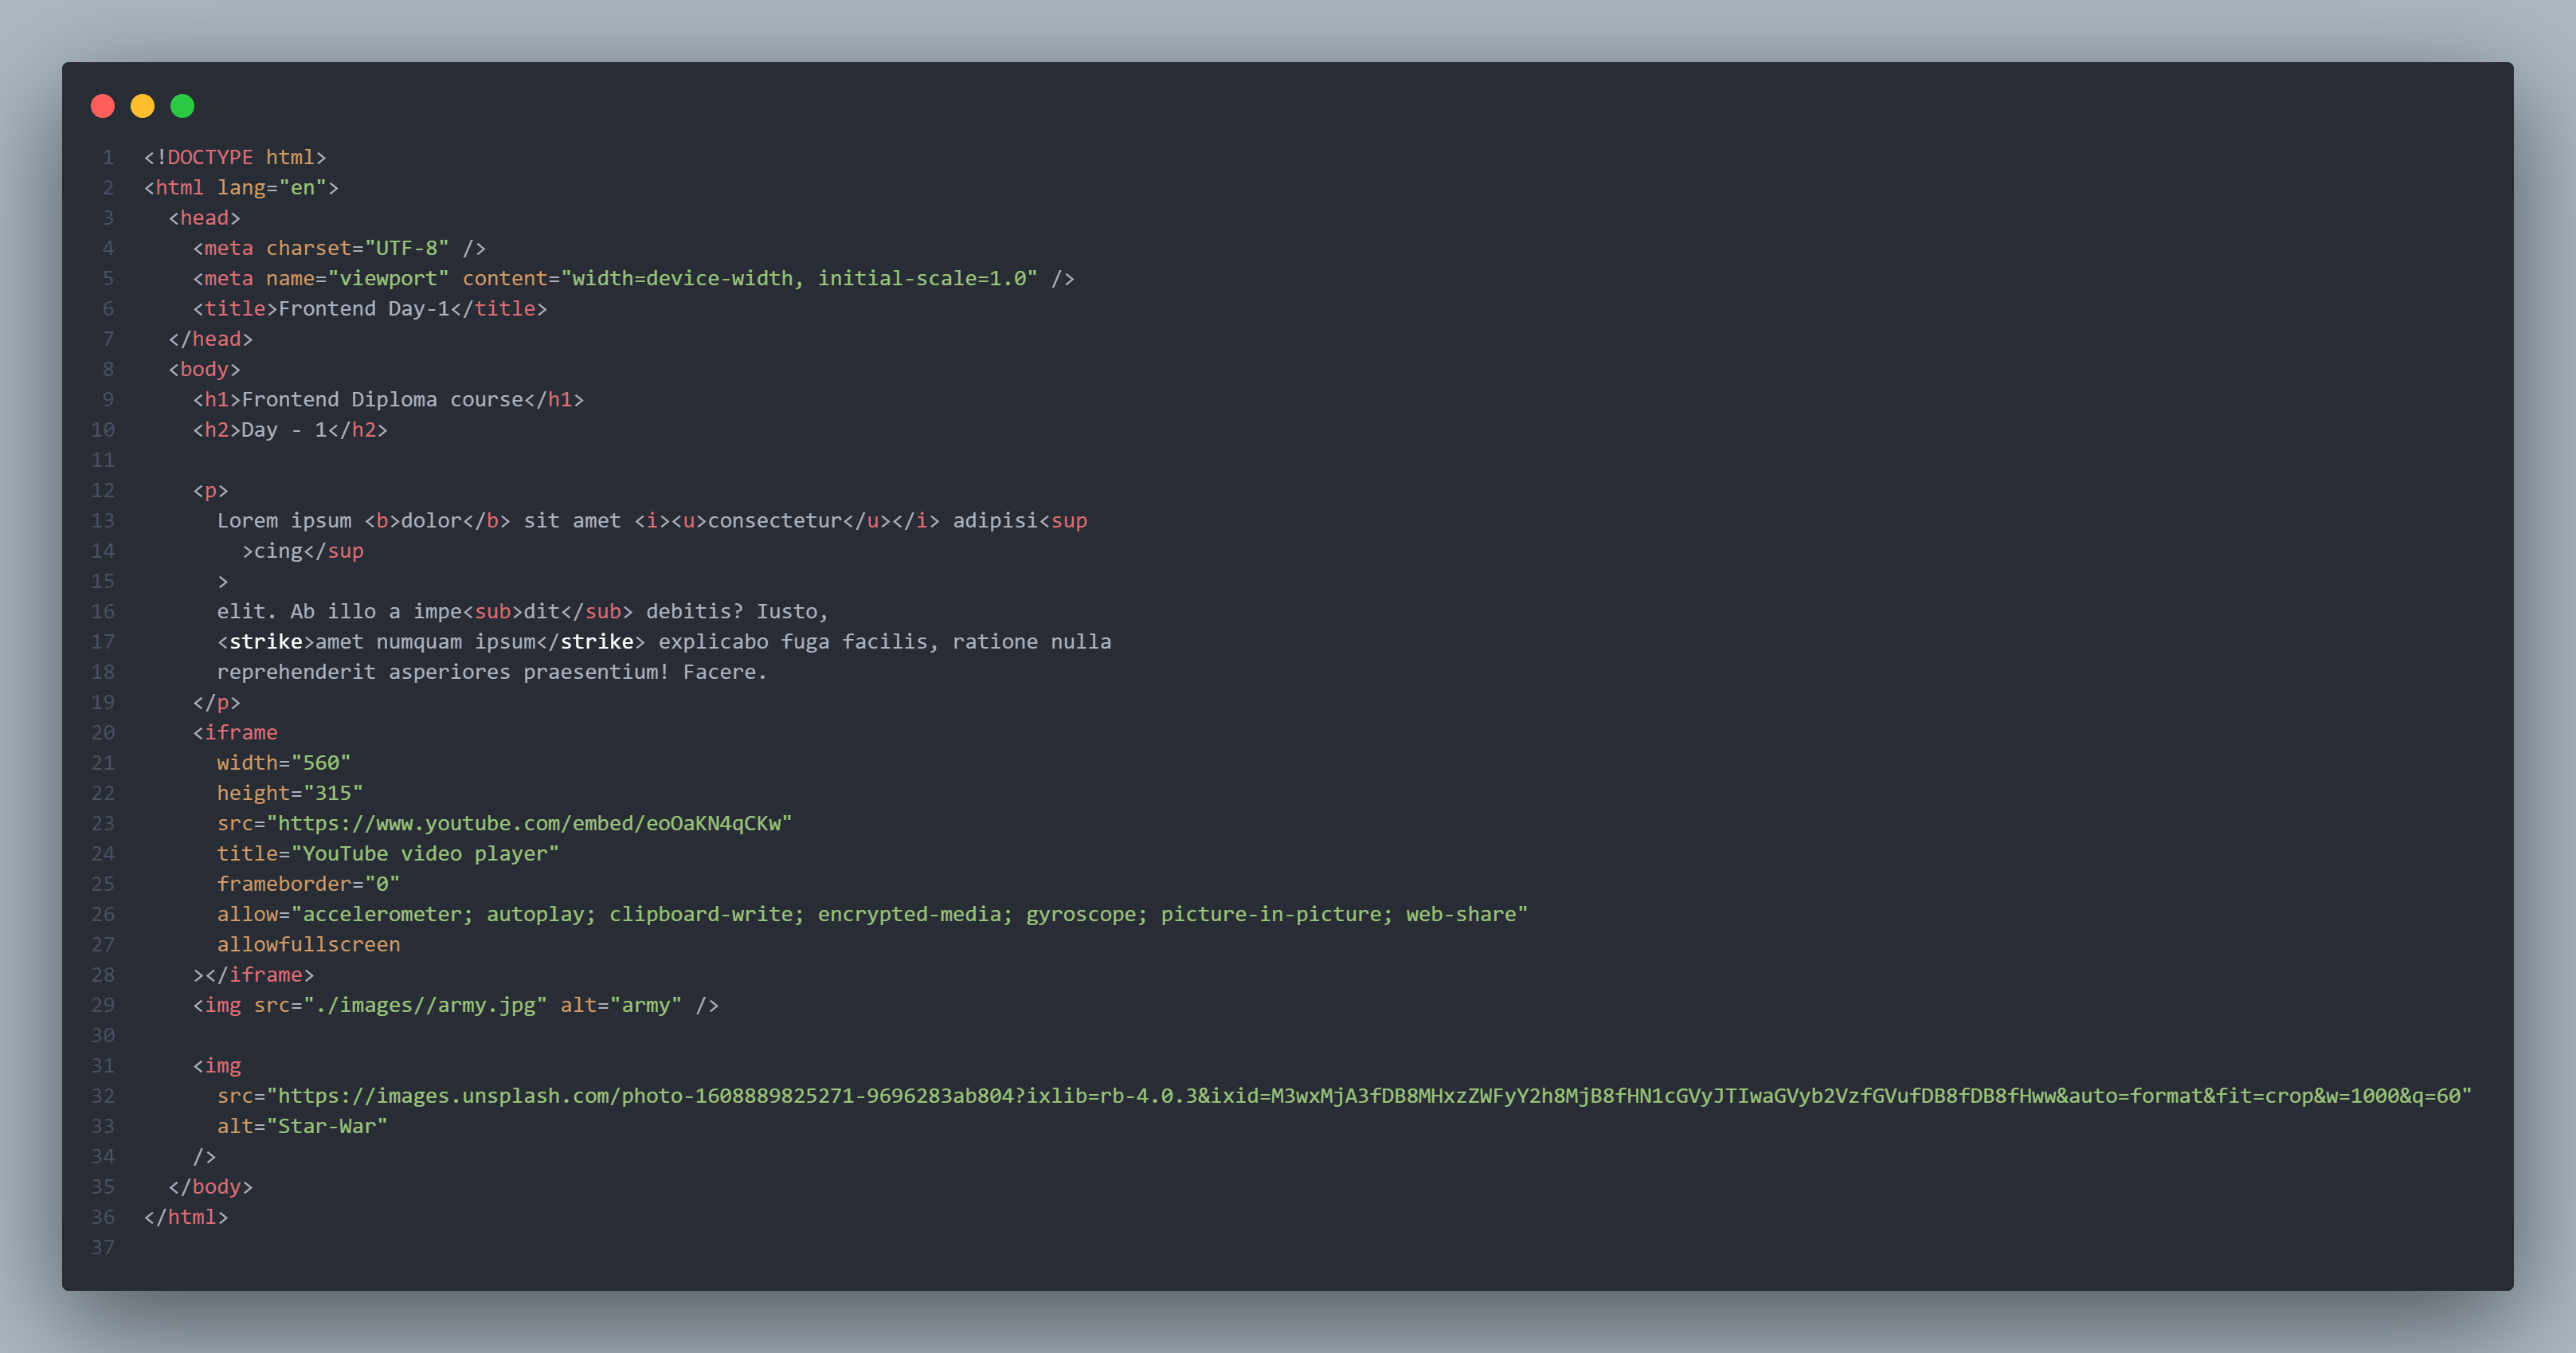 1 <!DOCTYPE html>
2 <html lang="en">
3   <head>
4     <meta charset="UTF-8" />
5     <meta name="viewport" content="width=device-width, initial-scale=1.0" />
6     <title>Frontend Day-1</title>
7   </head>
8   <body>
9     <h1>Frontend Diploma course</h1>
10     <h2>Day - 1</h2>
11
12     <p>
13       Lorem ipsum <b>dolor</b> sit amet <i><u>consectetur</u></i> adipisi<sup
14         >cing</sup
15       >
16       elit. Ab illo a impe<sub>dit</sub> debitis? Iusto,
17       <strike>amet numquam ipsum</strike> explicabo fuga facilis, ratione nulla
18       reprehenderit asperiores praesentium! Facere.
19     </p>
20     <iframe
21       width="560"
22       height="315"
23       src="https://www.youtube.com/embed/eoOaKN4qCKw"
24       title="YouTube video player"
25       frameborder="0"
26       allow="accelerometer; autoplay; clipboard-write; encrypted-media; gyroscope; picture-in-picture; web-share"
27       allowfullscreen
28     ></iframe>
29     <img src="./images//army.jpg" alt="army" />
30
31     <img
32       src="https://images.unsplash.com/photo-1608889825271-9696283ab804?ixlib=rb-4.0.3&ixid=M3wxMjA3fDB8MHxzZWFyY2h8MjB8fHN1cGVyJTIwaGVyb2VzfGVufDB8fDB8fHww&auto=format&fit=crop&w=1000&q=60"
33       alt="Star-War"
34     />
35   </body>
36 </html>
37